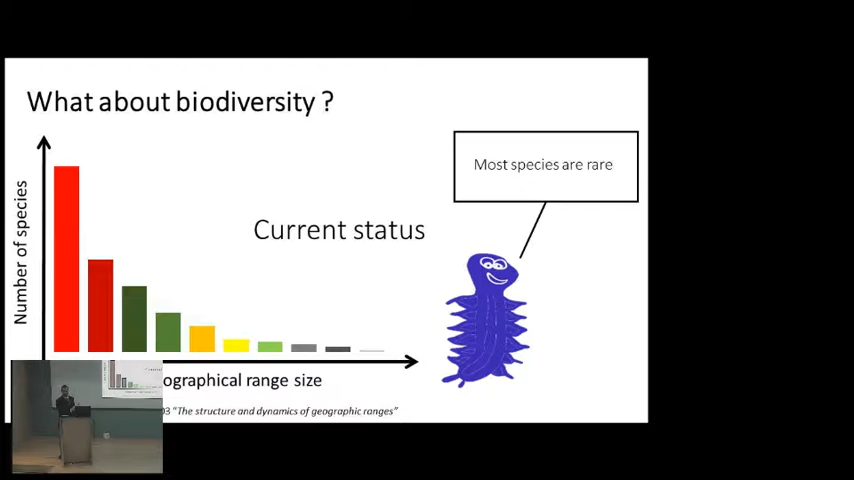 What about biodiversity ?
Most species are rare
Current status
Number of species
ographical range size
03 "The structure and dynamics of geographic ranges"